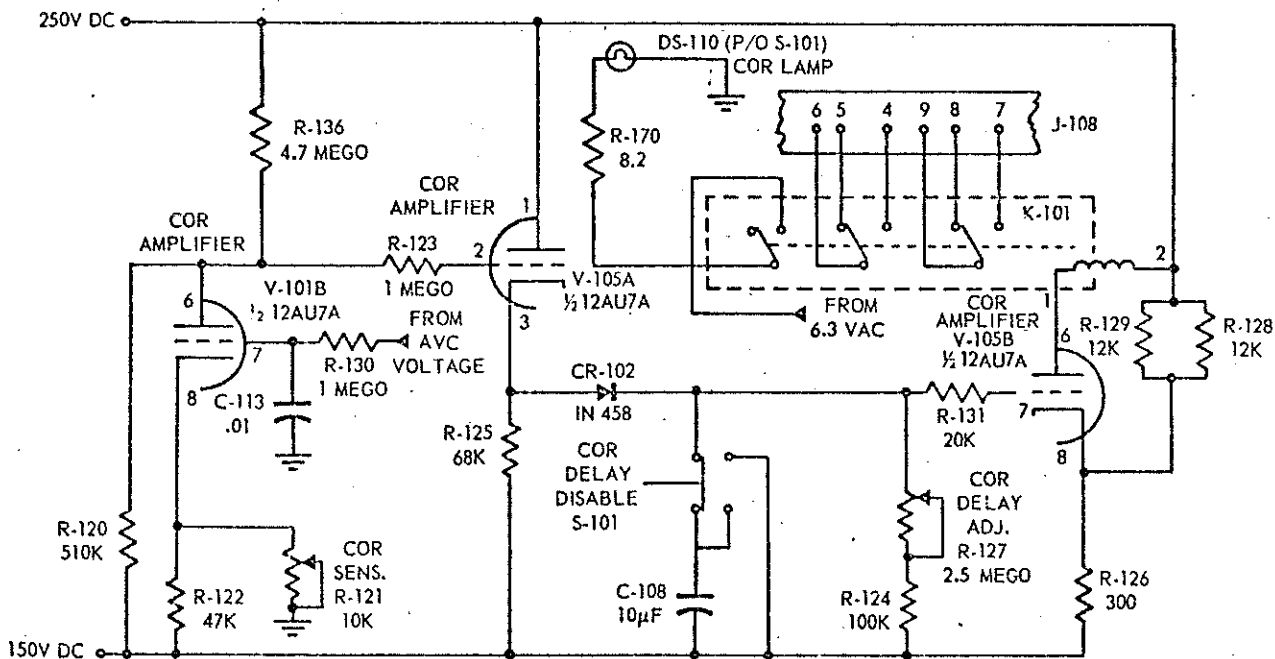 250V DC
DS-110 (P/O S-101)
COR LAMP
6 5 4 9 8 7
J-108
R-136
4.7 MEGO
R-170
8.2
K-101
COR
AMPLIFIER
COR
AMPLIFIER
R-123
1 MEGO
1
2
3
V-105A
½ 12AU7A
2
1
6
V-101B
½ 12AU7A
7
8
FROM
AVC
VOLTAGE
R-130
1 MEGO
C-113
.01
FROM
6.3 VAC
COR
AMPLIFIER
V-105B
½ 12AU7A
6
7
8
R-129
12K
R-128
12K
CR-102
IN 458
R-131
20K
R-125
68K
COR
DELAY
DISABLE
S-101
COR
DELAY
ADJ.
R-127
2.5 MEGO
R-120
510K
R-122
47K
COR
SENS.
R-121
10K
C-108
10µF
R-124
100K
R-126
300
150V DC